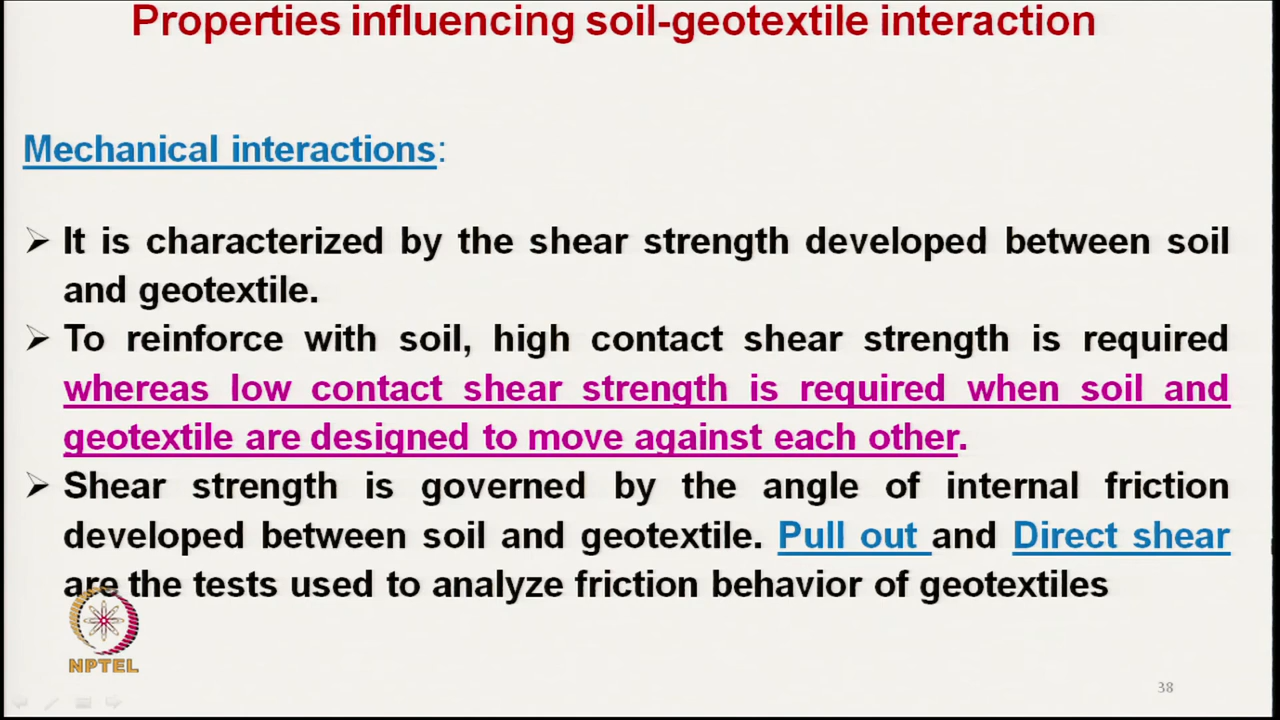 Properties influencing soil-geotextile interaction
Mechanical interactions:
➢ It is characterized by the shear strength developed between soil
and geotextile.
➢ To reinforce with soil, high contact shear strength is required
whereas low contact shear strength is required when soil and
geotextile are designed to move against each other.
➢ Shear strength is governed by the angle of internal friction
developed between soil and geotextile. Pull out and Direct shear
are the tests used to analyze friction behavior of geotextiles
NPTEL
38